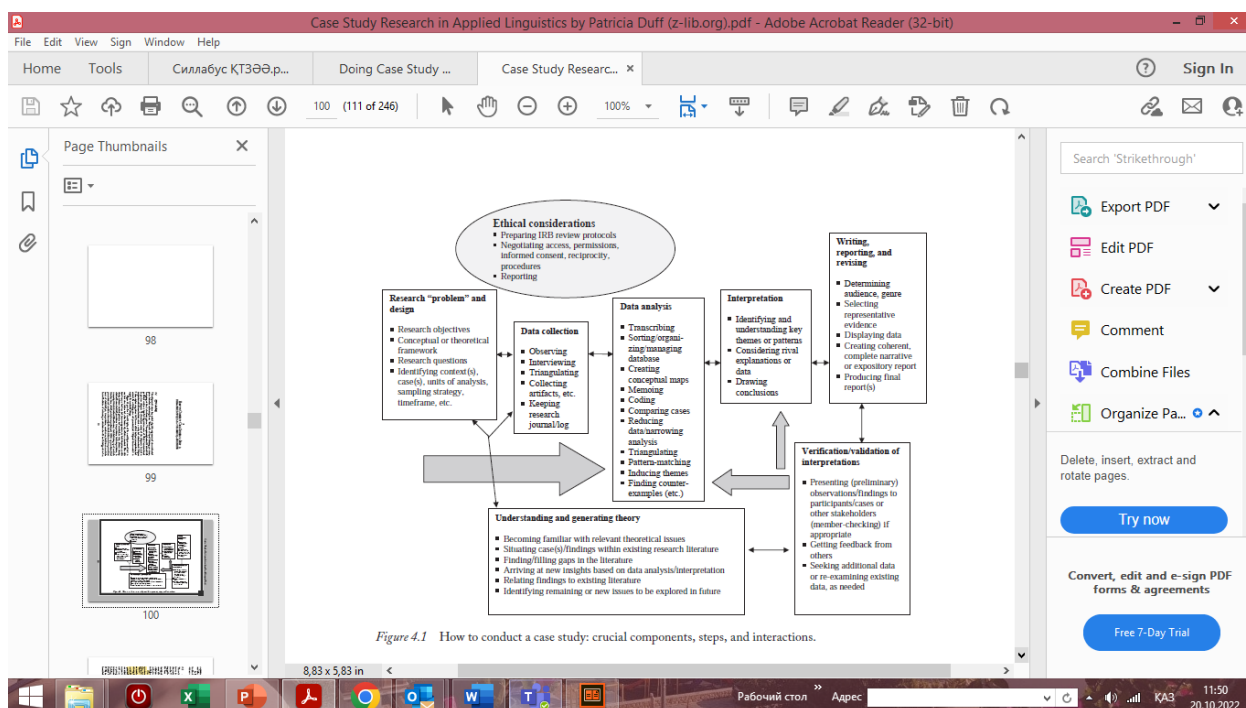 Case Study Research in Applied Linguistics by Patricia Duff (z-lib.org).pdf - Adobe Acrobat Reader (32-bit)
File Edit View Sign Window Help
Home Tools Силлабус ҚТЗӘӘ.р... Doing Case Study ... Case Study Researc... ×
? Sign In
100 (111 of 246) 100%
Page Thumbnails
98
99
100
Ethical considerations
▪ Preparing IRB review protocols
▪ Negotiating access, permissions,
informed consent, reciprocity,
procedures
▪ Reporting
Research “problem” and
design
▪ Research objectives
▪ Conceptual or theoretical
framework
▪ Research questions
▪ Identifying context(s),
case(s), units of analysis,
sampling strategy,
timeframe, etc.
Data collection
▪ Observing
▪ Interviewing
▪ Triangulating
▪ Collecting
artifacts, etc.
▪ Keeping
research
journal/log
Data analysis
▪ Transcribing
▪ Sorting/organi-
zing/managing
database
▪ Creating
conceptual maps
▪ Memoing
▪ Coding
▪ Comparing cases
▪ Reducing
data/narrowing
analysis
▪ Triangulating
▪ Pattern-matching
▪ Inducing themes
▪ Finding counter-
examples (etc.)
Interpretation
▪ Identifying and
understanding key
themes or patterns
▪ Considering rival
explanations or
data
▪ Drawing
conclusions
Writing,
reporting, and
revising
▪ Determining
audience, genre
▪ Selecting
representative
evidence
▪ Displaying data
▪ Creating coherent,
complete narrative
or expository report
▪ Producing final
report(s)
Verification/validation of
interpretations
▪ Presenting (preliminary)
observations/findings to
participants/cases or
other stakeholders
(member-checking) if
appropriate
▪ Getting feedback from
others
▪ Seeking additional data
or re-examining existing
data, as needed
Understanding and generating theory
▪ Becoming familiar with relevant theoretical issues
▪ Situating case(s)/findings within existing research literature
▪ Finding/filling gaps in the literature
▪ Arriving at new insights based on data analysis/interpretation
▪ Relating findings to existing literature
▪ Identifying remaining or new issues to be explored in future
Figure 4.1 How to conduct a case study: crucial components, steps, and interactions.
8,83 x 5,83 in
Search 'Strikethrough'
Export PDF
Edit PDF
Create PDF
Comment
Combine Files
Organize Pa...
Delete, insert, extract and
rotate pages.
Try now
Convert, edit and e-sign PDF
forms & agreements
Free 7-Day Trial
Рабочий стол » Адрес ҚАЗ 11:50
20.10.2022